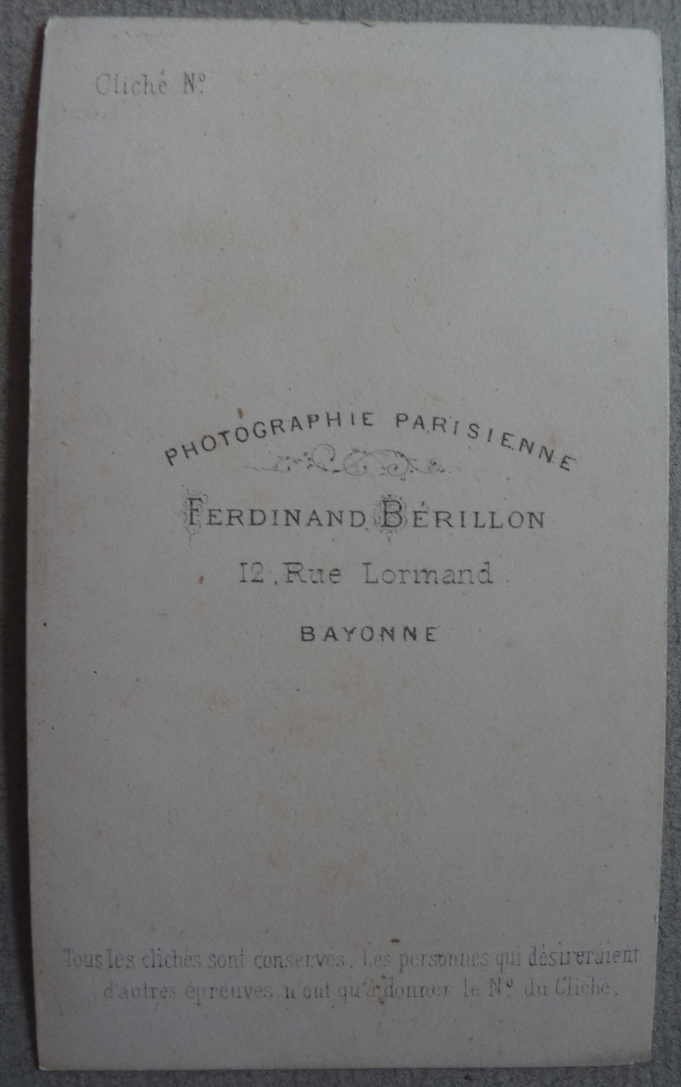 Cliché Nº
PHOTOGRAPHIE PARISIENNE
FERDINAND BÉRILLON
12, Rue Lormand
BAYONNE
Tous les clichés sont conservés. Les personnes qui désireraient
d'autres épreuves n'ont qu'à donner le Nº du Cliché.